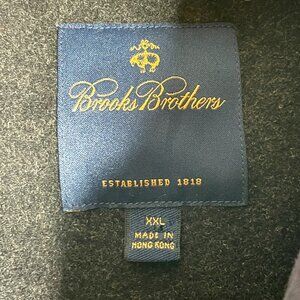 Brooks Brothers
ESTABLISHED 1818
XXL
MADE IN
HONG KONG